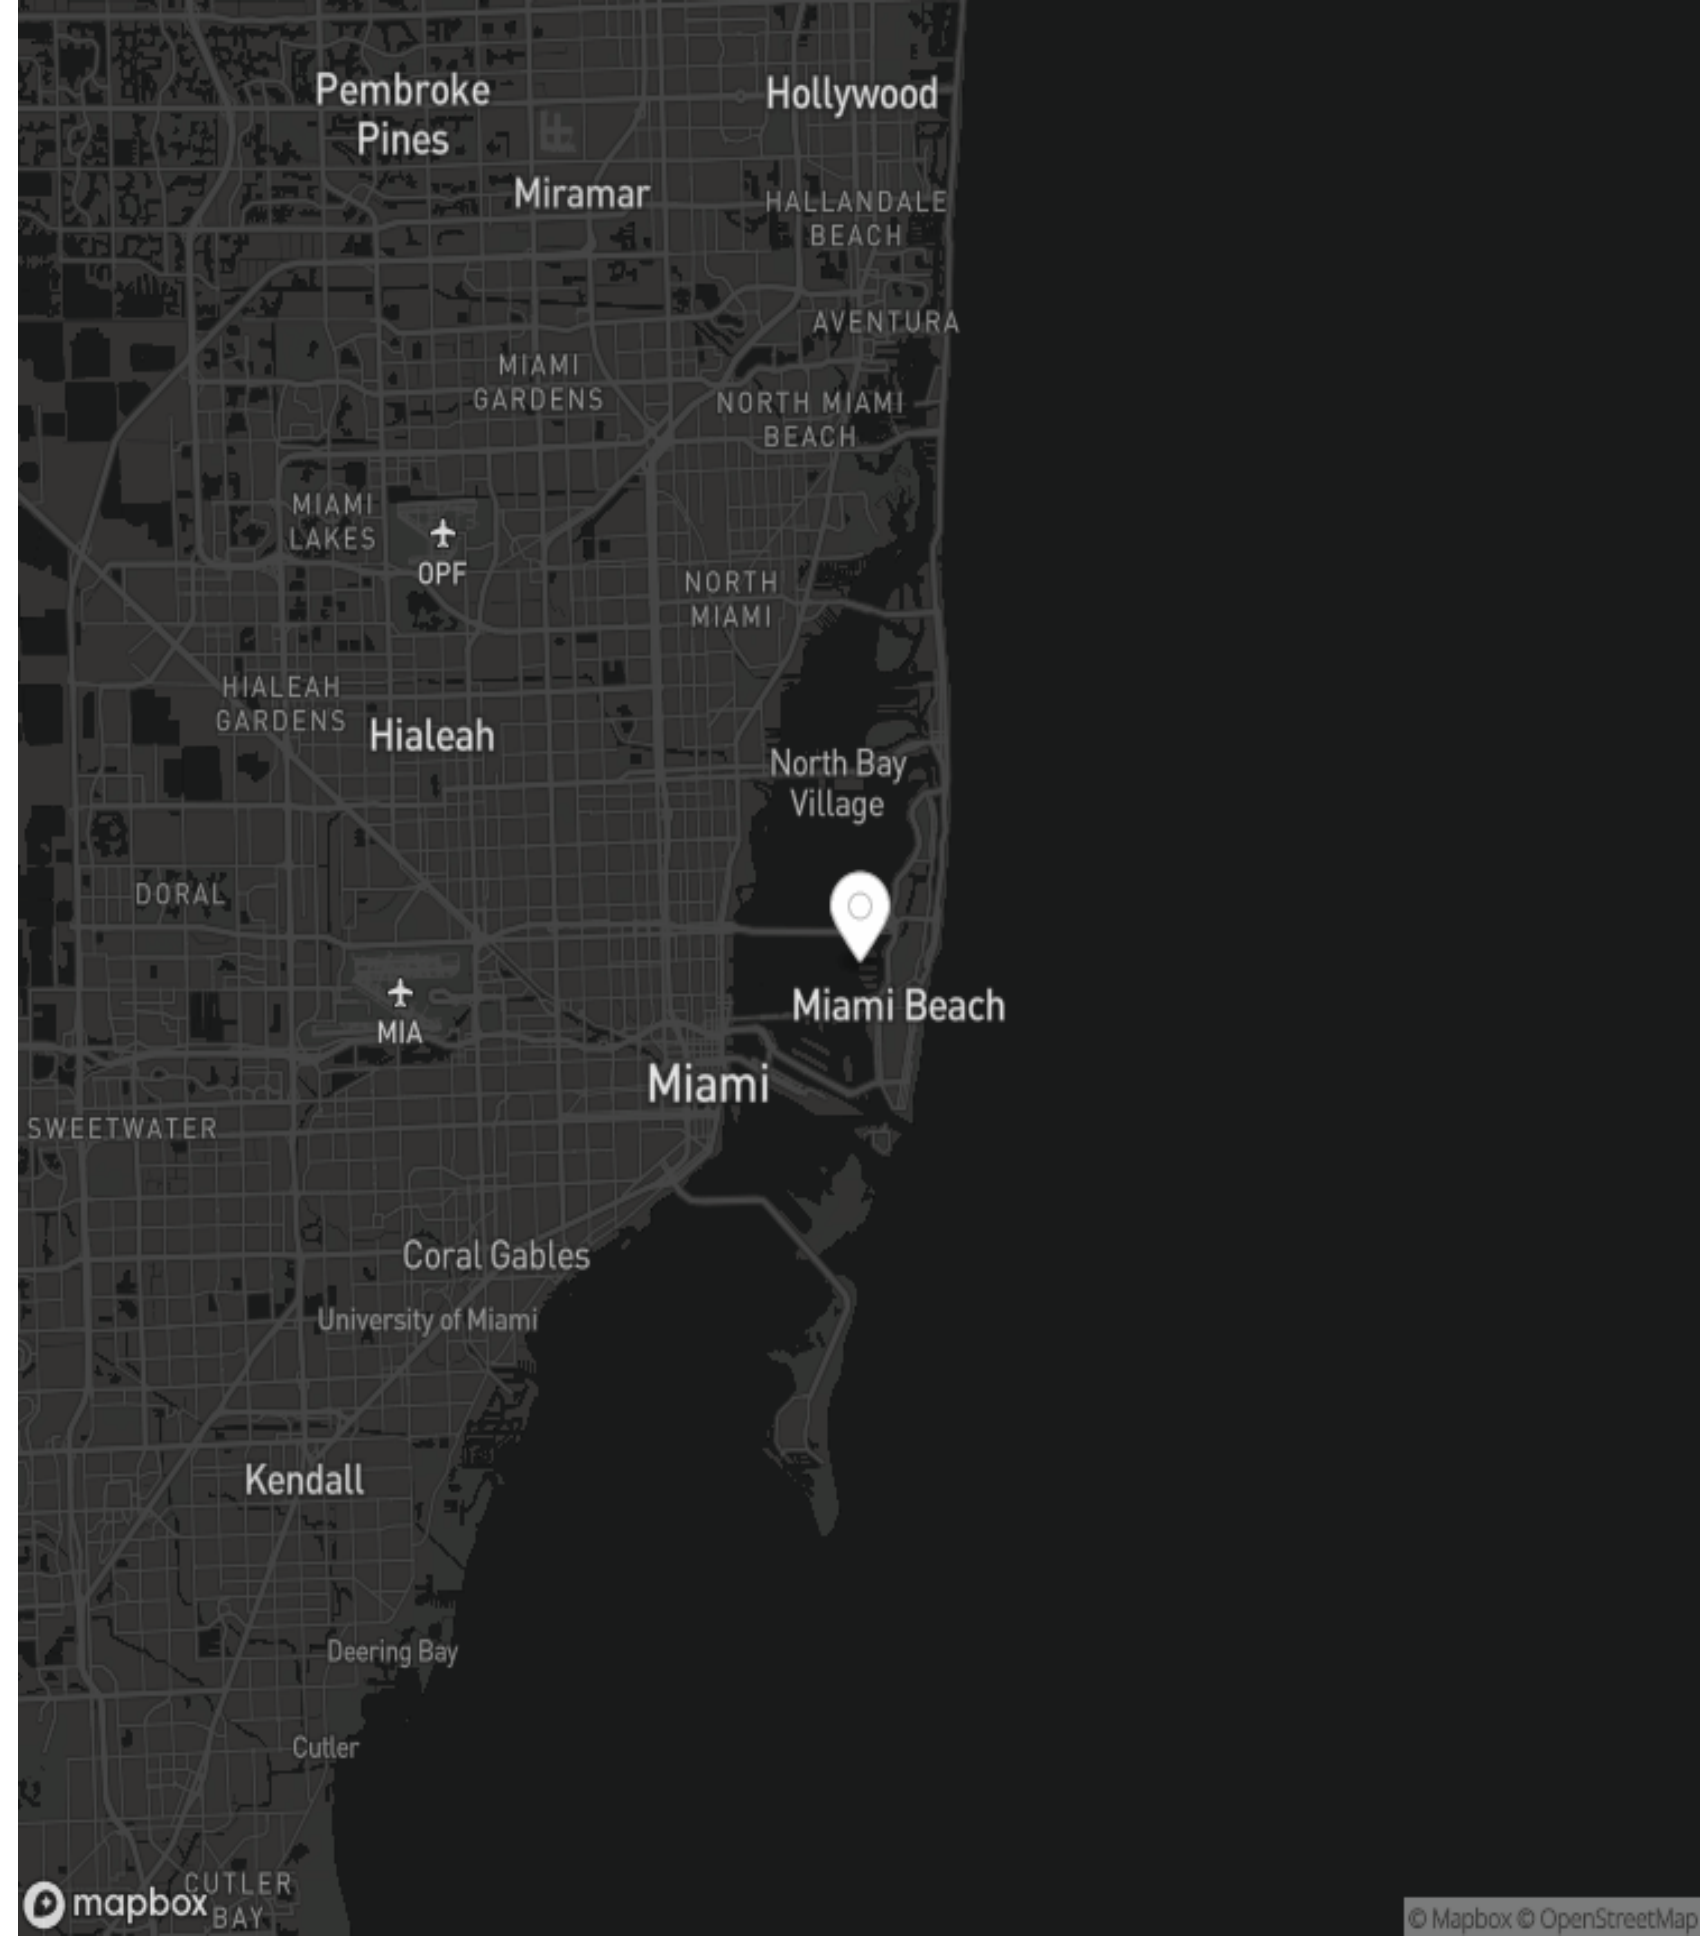 Pembroke
Pines
Hollywood
Miramar
HALLANDALE
BEACH
AVENTURA
MIAMI
GARDENS
NORTH MIAMI
BEACH
MIAMI
LAKES
OPF
NORTH
MIAMI
HIALEAH
GARDENS
Hialeah
North Bay
Village
DORAL
MIA
Miami Beach
Miami
SWEETWATER
Coral Gables
University of Miami
Kendall
Deering Bay
Cutler
CUTLER
BAY
mapbox
© Mapbox © OpenStreetMap